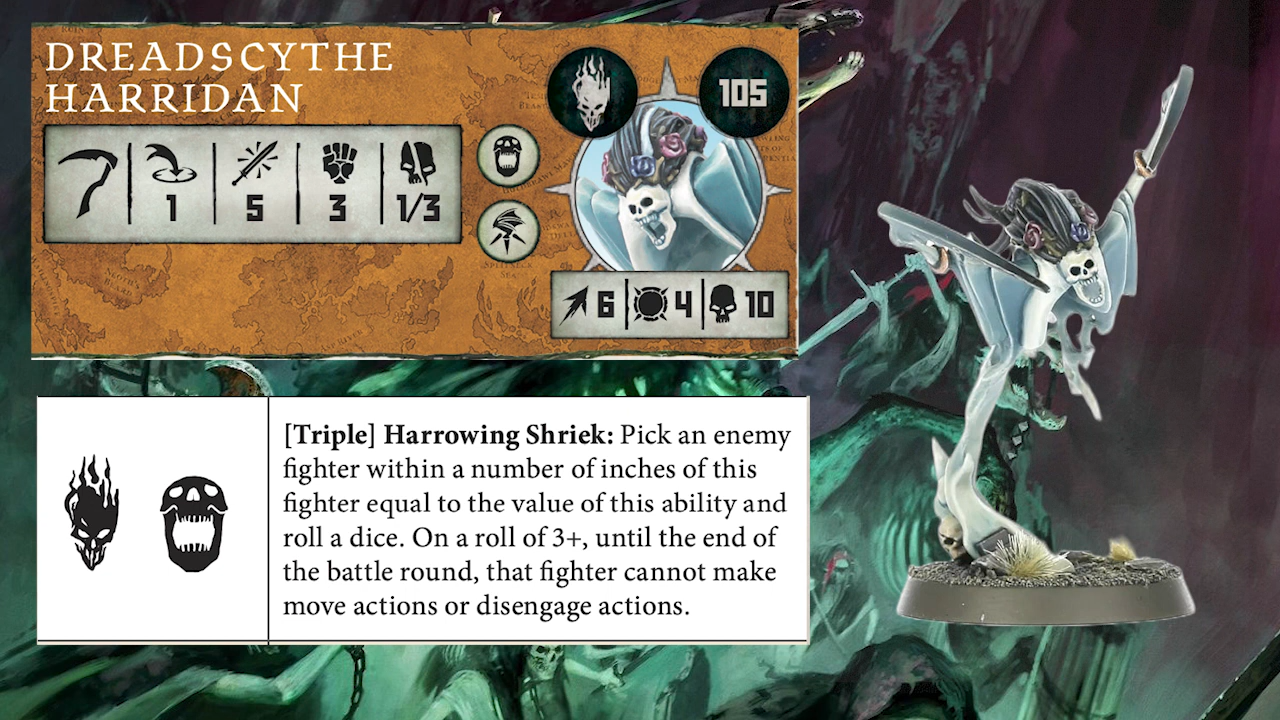 DREADSCYTHE
HARRIDAN
105
1
5
3
1/3
6
4
10
[Triple] Harrowing Shriek: Pick an enemy
fighter within a number of inches of this
fighter equal to the value of this ability and
roll a dice. On a roll of 3+, until the end of
the battle round, that fighter cannot make
move actions or disengage actions.